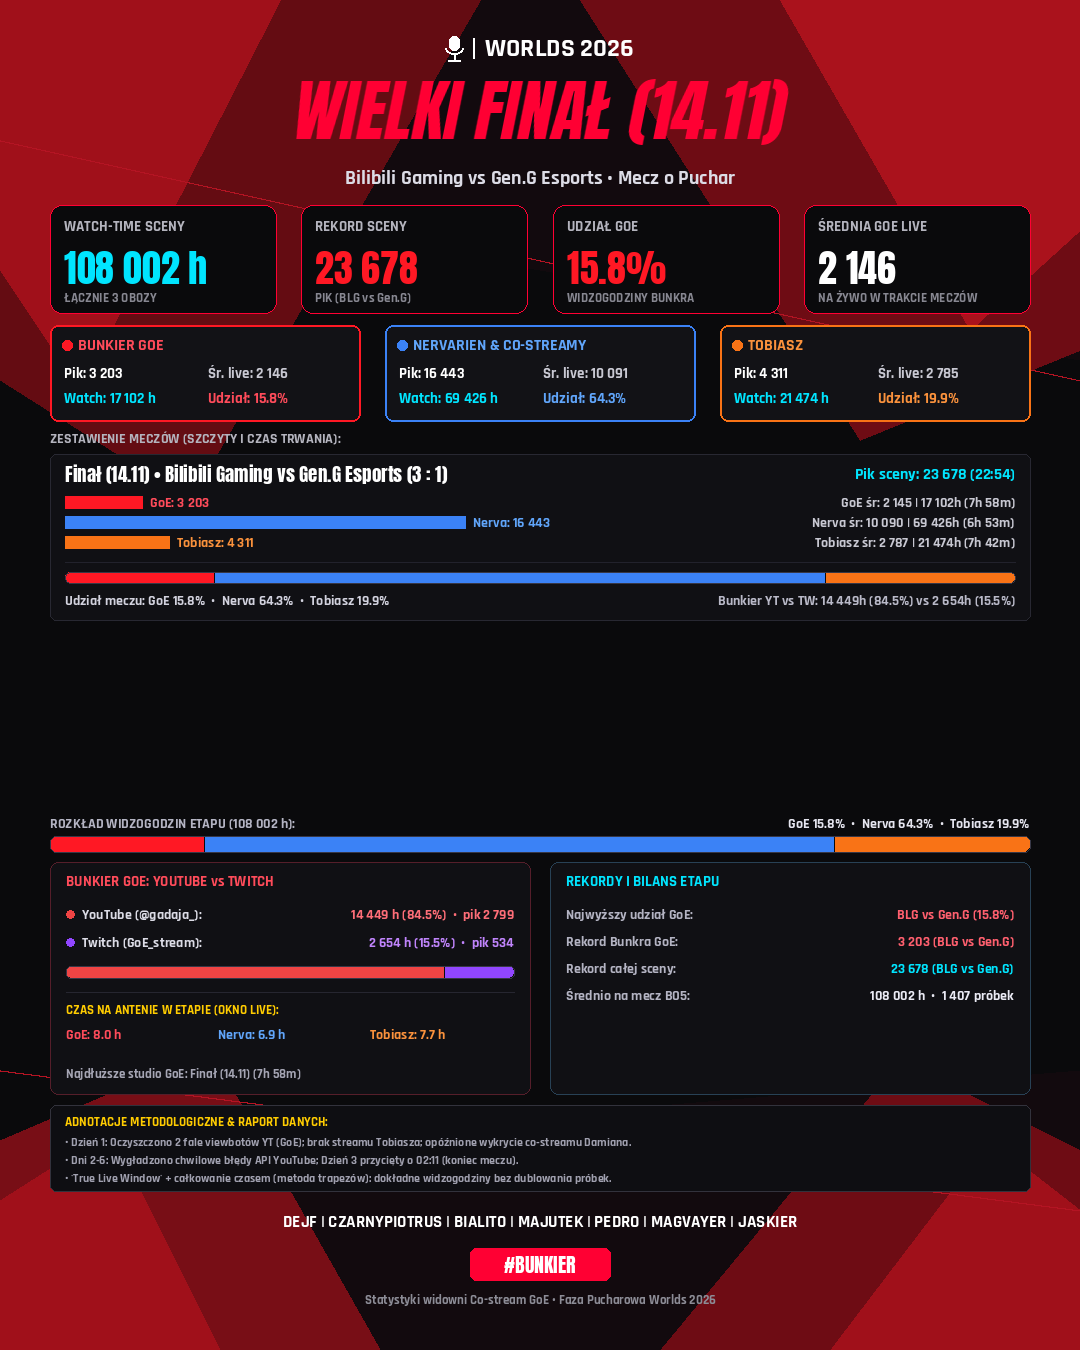 | WORLDS 2026
WIELKI FINAŁ (14.11)
Bilibili Gaming vs Gen.G Esports • Mecz o Puchar
WATCH-TIME SCENY
108 002 h
ŁĄCZNIE 3 OBOZY
REKORD SCENY
23 678
PIK (BLG vs Gen.G)
UDZIAŁ GOE
15.8%
WIDZOGODZINY BUNKRA
ŚREDNIA GOE LIVE
2 146
NA ŻYWO W TRAKCIE MECZÓW
BUNKIER GOE
Pik: 3 203 Śr. live: 2 146
Watch: 17 102 h Udział: 15.8%
NERVARIEN & CO-STREAMY
Pik: 16 443 Śr. live: 10 091
Watch: 69 426 h Udział: 64.3%
TOBIASZ
Pik: 4 311 Śr. live: 2 785
Watch: 21 474 h Udział: 19.9%
ZESTAWIENIE MECZÓW (SZCZYTY I CZAS TRWANIA):
Finał (14.11) • Bilibili Gaming vs Gen.G Esports (3 : 1) Pik sceny: 23 678 (22:54)
GoE: 3 203 GoE śr: 2 145 | 17 102h (7h 58m)
Nerva: 16 443 Nerva śr: 10 090 | 69 426h (6h 53m)
Tobiasz: 4 311 Tobiasz śr: 2 787 | 21 474h (7h 42m)
Udział meczu: GoE 15.8% • Nerva 64.3% • Tobiasz 19.9% Bunkier YT vs TW: 14 449h (84.5%) vs 2 654h (15.5%)
ROZKŁAD WIDZOGODZIN ETAPU (108 002 h): GoE 15.8% • Nerva 64.3% • Tobiasz 19.9%
BUNKIER GOE: YOUTUBE vs TWITCH
YouTube (@gadaja_): 14 449 h (84.5%) • pik 2 799
Twitch (GoE_stream): 2 654 h (15.5%) • pik 534
CZAS NA ANTENIE W ETAPIE (OKNO LIVE):
GoE: 8.0 h Nerva: 6.9 h Tobiasz: 7.7 h
Najdłuższe studio GoE: Finał (14.11) (7h 58m)
REKORDY I BILANS ETAPU
Najwyższy udział GoE: BLG vs Gen.G (15.8%)
Rekord Bunkra GoE: 3 203 (BLG vs Gen.G)
Rekord całej sceny: 23 678 (BLG vs Gen.G)
Średnio na mecz BO5: 108 002 h • 1 407 próbek
ADNOTACJE METODOLOGICZNE & RAPORT DANYCH:
• Dzień 1: Oczyszczono 2 fale viewbotów YT (GoE); brak streamu Tobiasza; opóźnione wykrycie co-streamu Damiana.
• Dni 2-6: Wygładzono chwilowe błędy API YouTube; Dzień 3 przycięty o 02:11 (koniec meczu).
• 'True Live Window' + całkowanie czasem (metoda trapezów): dokładne widzogodziny bez dublowania próbek.
DEJF | CZARNYPIOTRUS | BIALITO | MAJUTEK | PEDRO | MAGVAYER | JASKIER
#BUNKIER
Statystyki widowni Co-stream GoE • Faza Pucharowa Worlds 2026